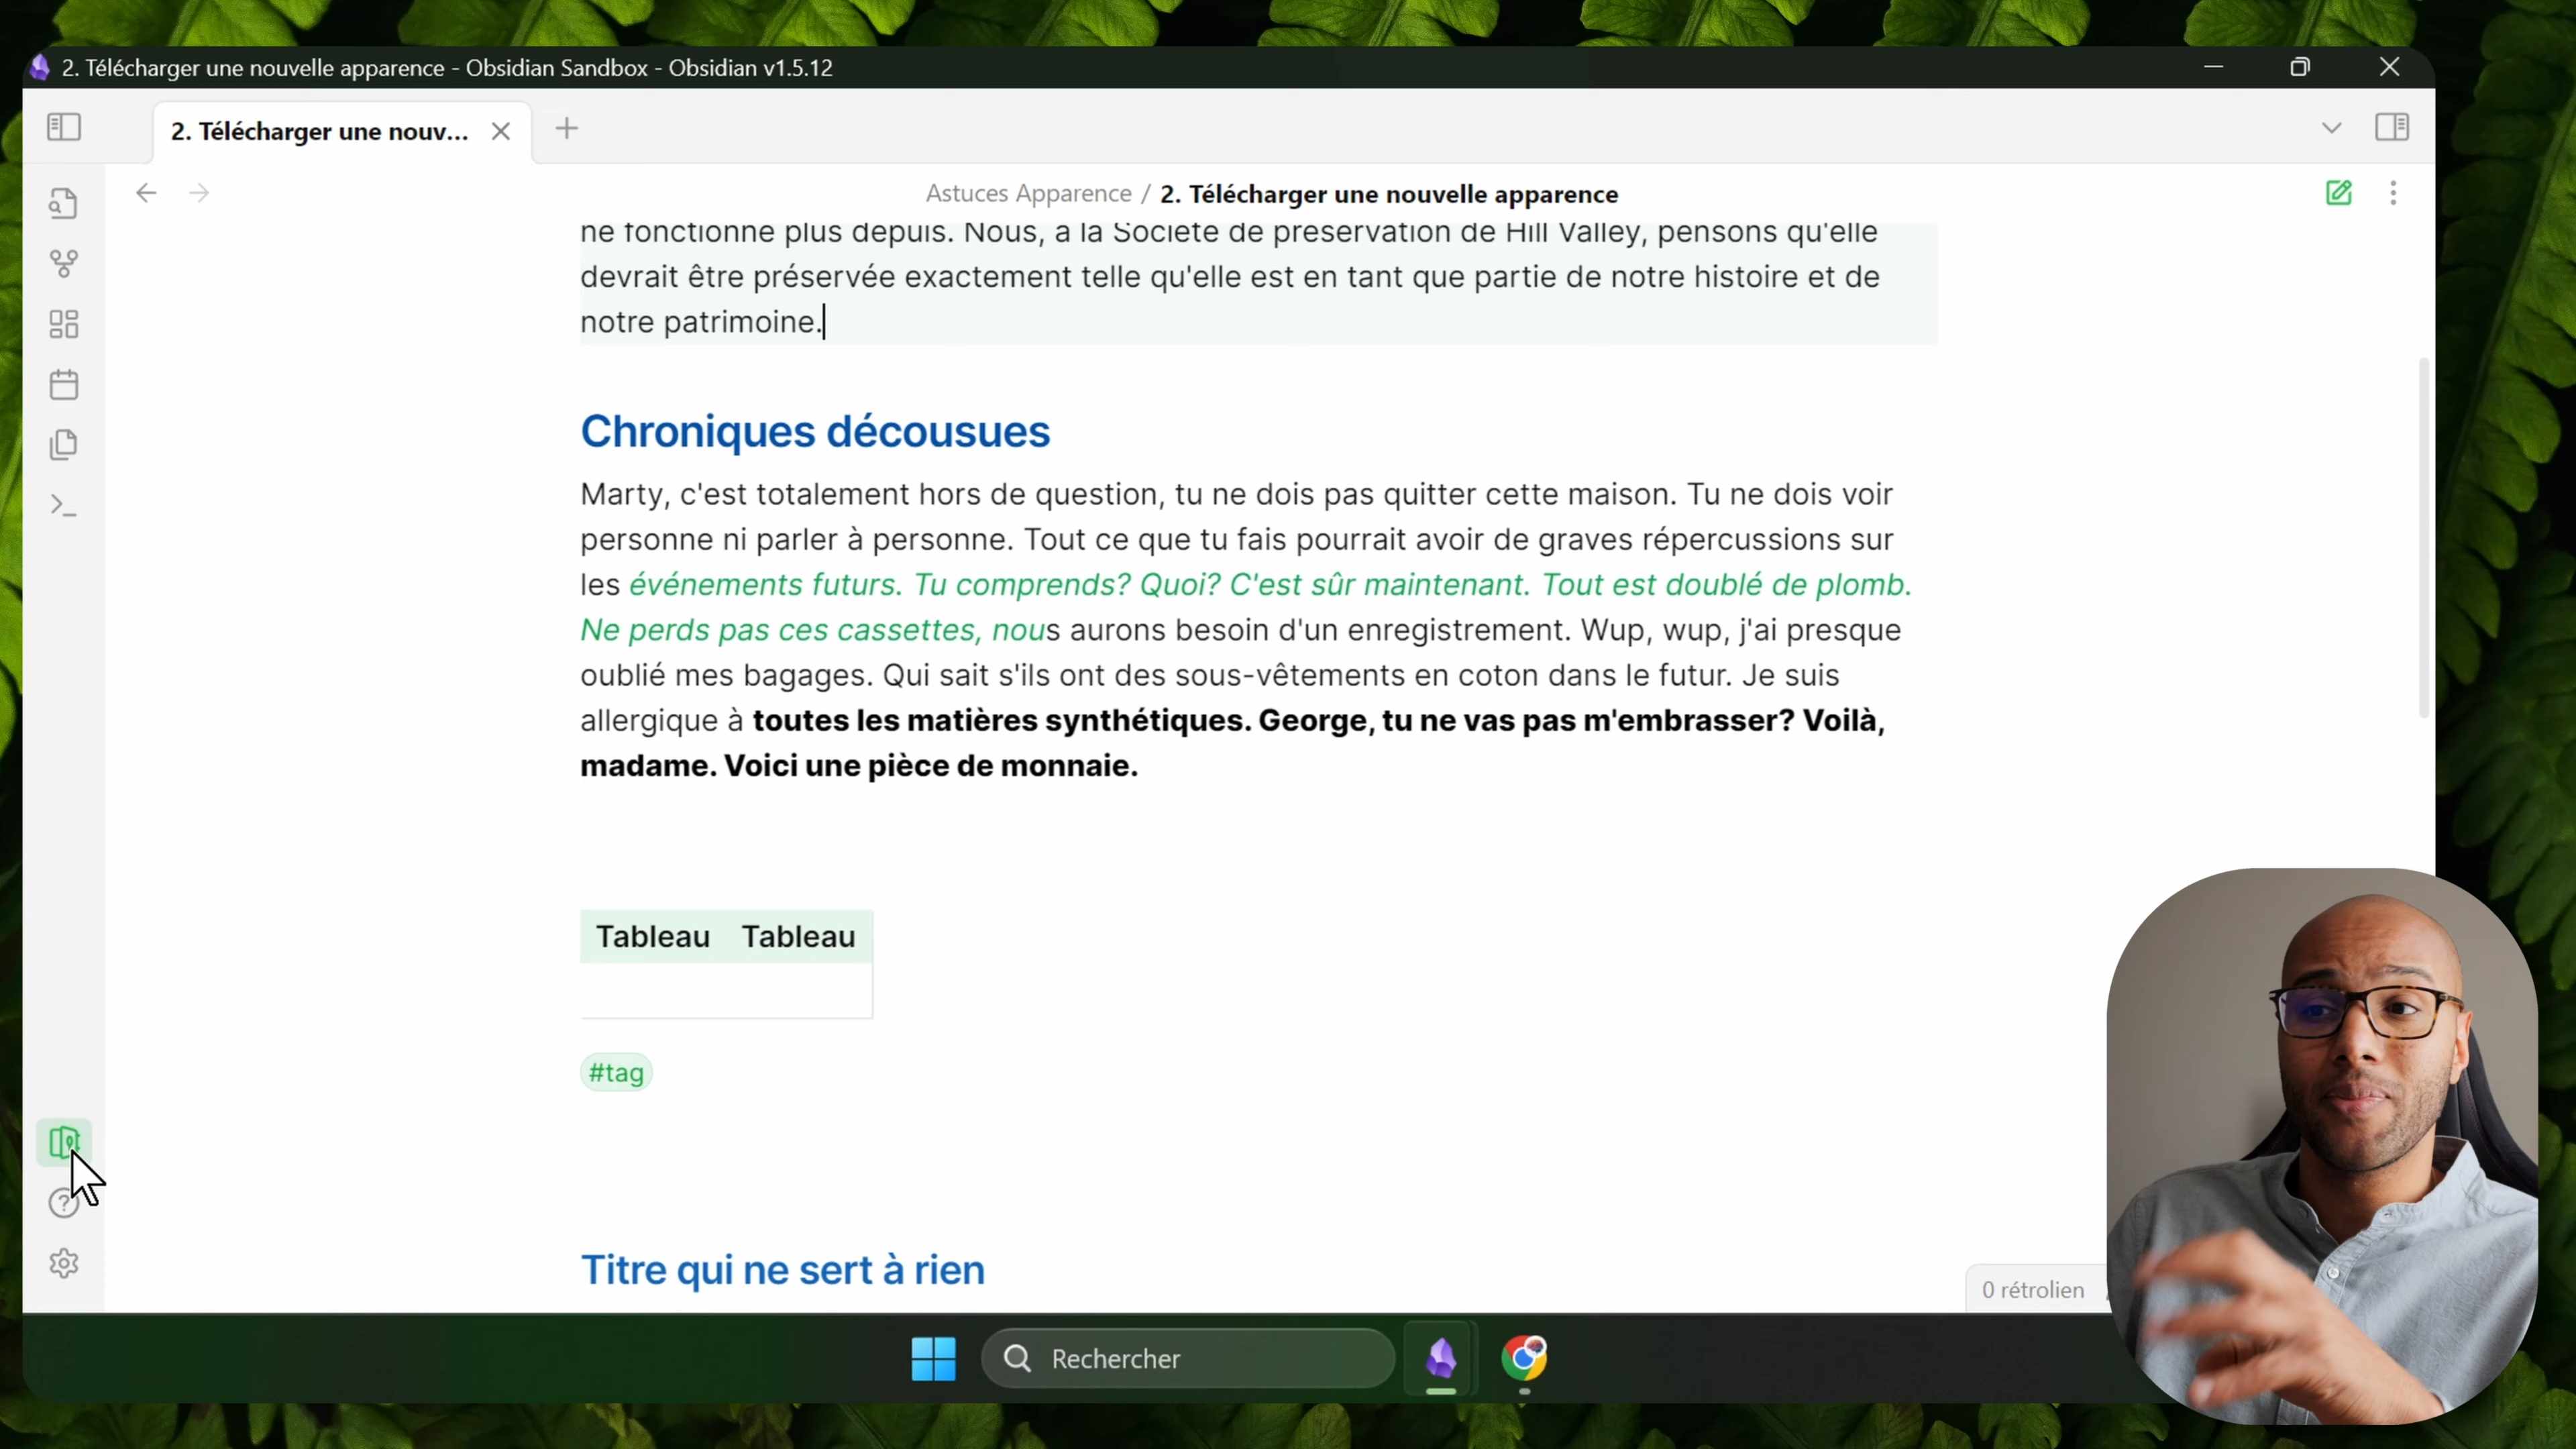 2. Télécharger une nouvelle apparence - Obsidian Sandbox - Obsidian v1.5.12
2. Télécharger une nouv...
Astuces Apparence / 2. Télécharger une nouvelle apparence
ne fonctionne plus depuis. Nous, à la Société de préservation de Hill Valley, pensons qu'elle
devrait être préservée exactement telle qu'elle est en tant que partie de notre histoire et de
notre patrimoine.
Chroniques décousues
Marty, c'est totalement hors de question, tu ne dois pas quitter cette maison. Tu ne dois voir
personne ni parler à personne. Tout ce que tu fais pourrait avoir de graves répercussions sur
les événements futurs. Tu comprends? Quoi? C'est sûr maintenant. Tout est doublé de plomb.
Ne perds pas ces cassettes, nous aurons besoin d'un enregistrement. Wup, wup, j'ai presque
oublié mes bagages. Qui sait s'ils ont des sous-vêtements en coton dans le futur. Je suis
allergique à toutes les matières synthétiques. George, tu ne vas pas m'embrasser? Voilà,
madame. Voici une pièce de monnaie.
Tableau Tableau
#tag
Titre qui ne sert à rien
0 rétrolien
Rechercher